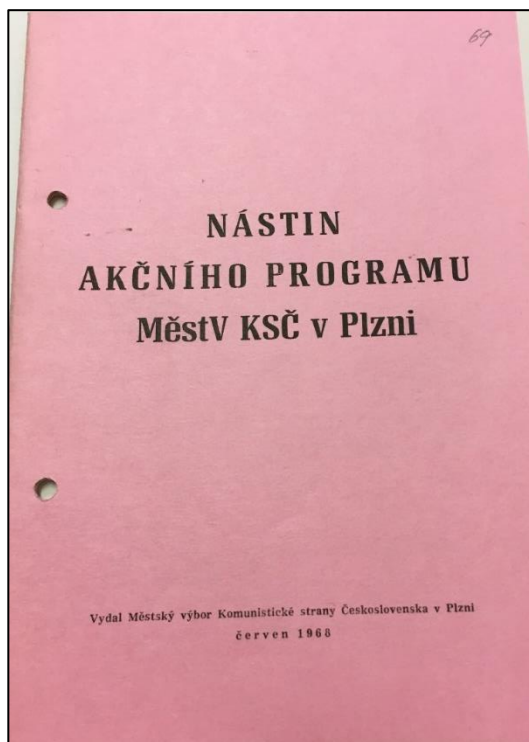 69
NÁSTIN
AKČNÍHO PROGRAMU
MěstV KSČ v Plzni
Vydal Městský výbor Komunistické strany Československa v Plzni
červen 1968